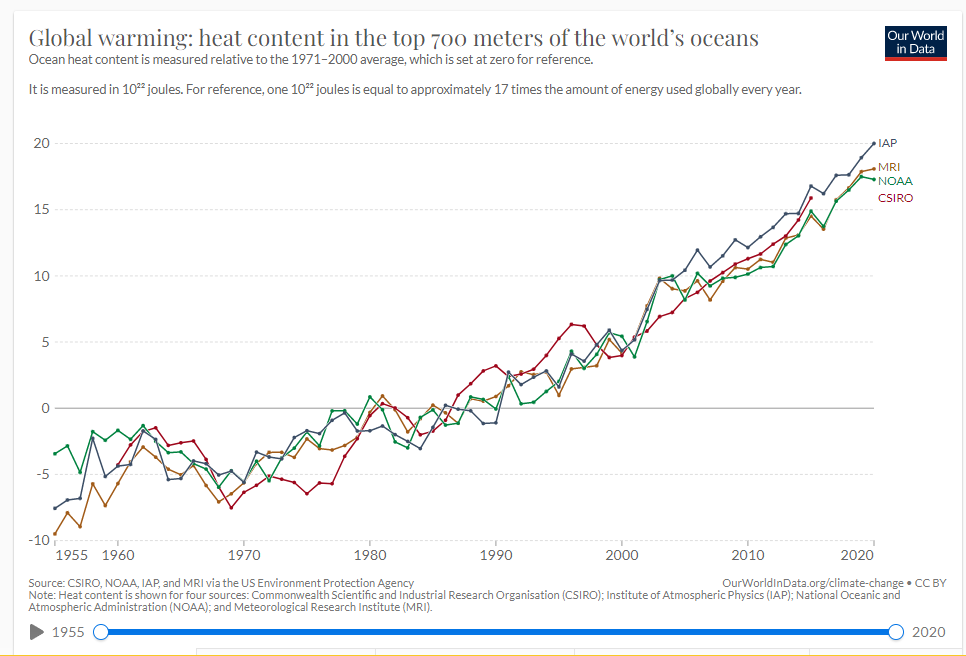 Global warming: heat content in the top 700 meters of the world's oceans
Our World
in Data
Ocean heat content is measured relative to the 1971–2000 average, which is set at zero for reference.
It is measured in 10²² joules. For reference, one 10²² joules is equal to approximately 17 times the amount of energy used globally every year.
20
15
10
5
0
-5
-10
IAP
MRI
NOAA
CSIRO
1955 1960 1970 1980 1990 2000 2010 2020
Source: CSIRO, NOAA, IAP, and MRI via the US Environment Protection Agency
OurWorldInData.org/climate-change • CC BY
Note: Heat content is shown for four sources: Commonwealth Scientific and Industrial Research Organisation (CSIRO); Institute of Atmospheric Physics (IAP); National Oceanic and
Atmospheric Administration (NOAA); and Meteorological Research Institute (MRI).
1955 2020